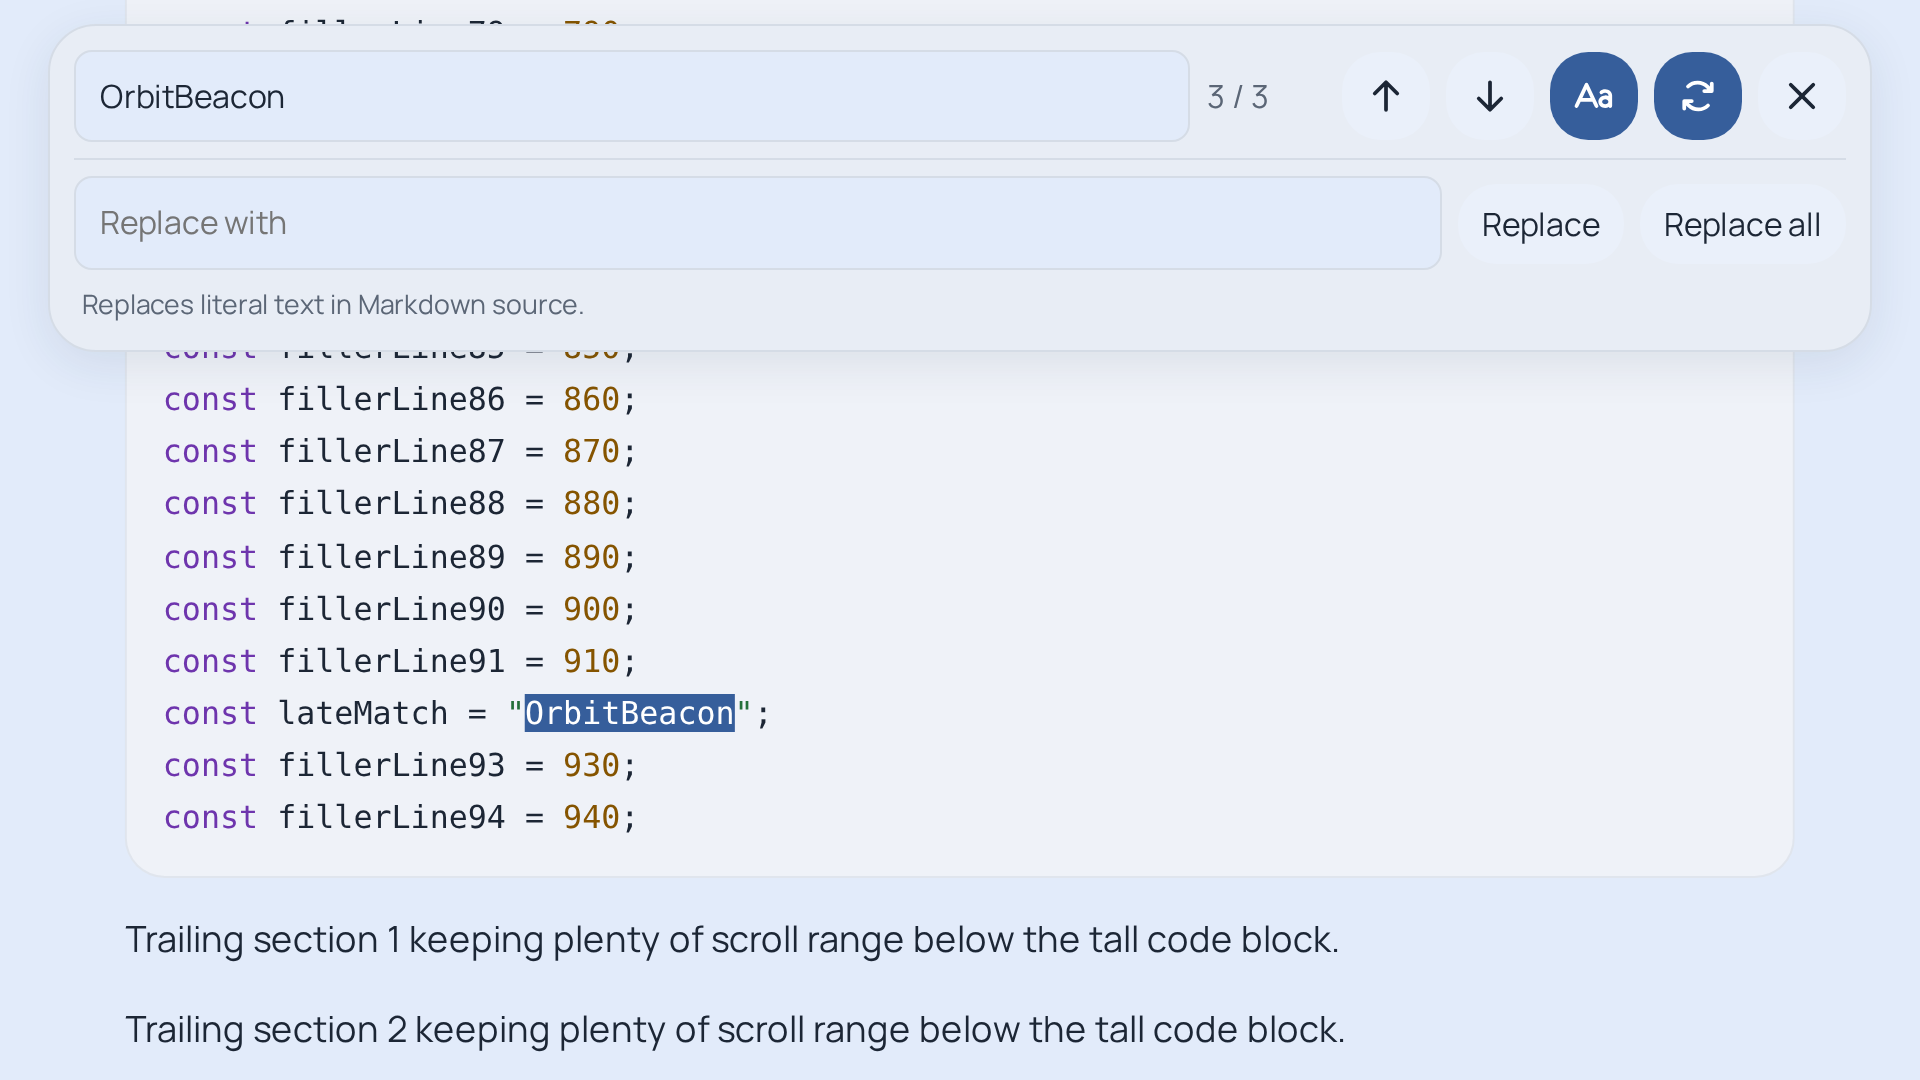 OrbitBeacon
3 / 3
Aa
Replace with
Replace
Replace all
Replaces literal text in Markdown source.
const fillerLine86 = 860;
const fillerLine87 = 870;
const fillerLine88 = 880;
const fillerLine89 = 890;
const fillerLine90 = 900;
const fillerLine91 = 910;
const lateMatch = "OrbitBeacon";
const fillerLine93 = 930;
const fillerLine94 = 940;
Trailing section 1 keeping plenty of scroll range below the tall code block.
Trailing section 2 keeping plenty of scroll range below the tall code block.